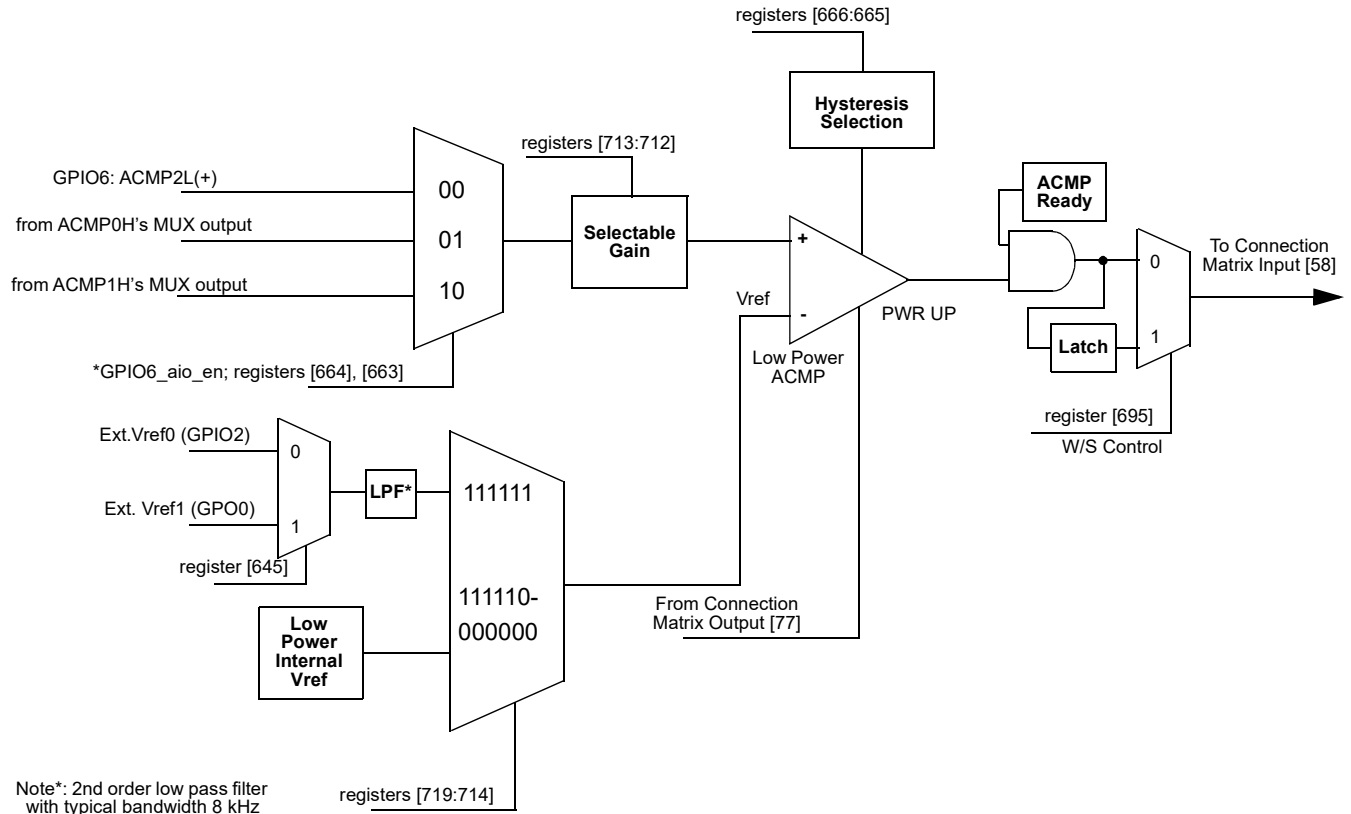 registers [666:665]
Hysteresis
Selection
registers [713:712]
GPIO6: ACMP2L(+)
from ACMP0H's MUX output
from ACMP1H's MUX output
00
01
10
Selectable
Gain
*GPIO6_aio_en; registers [664], [663]
+
-
Vref
Low Power
ACMP
PWR UP
ACMP
Ready
Latch
0
1
To Connection
Matrix Input [58]
register [695]
W/S Control
Ext.Vref0 (GPIO2)
Ext. Vref1 (GPO0)
0
1
register [645]
LPF*
111111
111110-
000000
Low
Power
Internal
Vref
From Connection
Matrix Output [77]
registers [719:714]
Note*: 2nd order low pass filter
with typical bandwidth 8 kHz